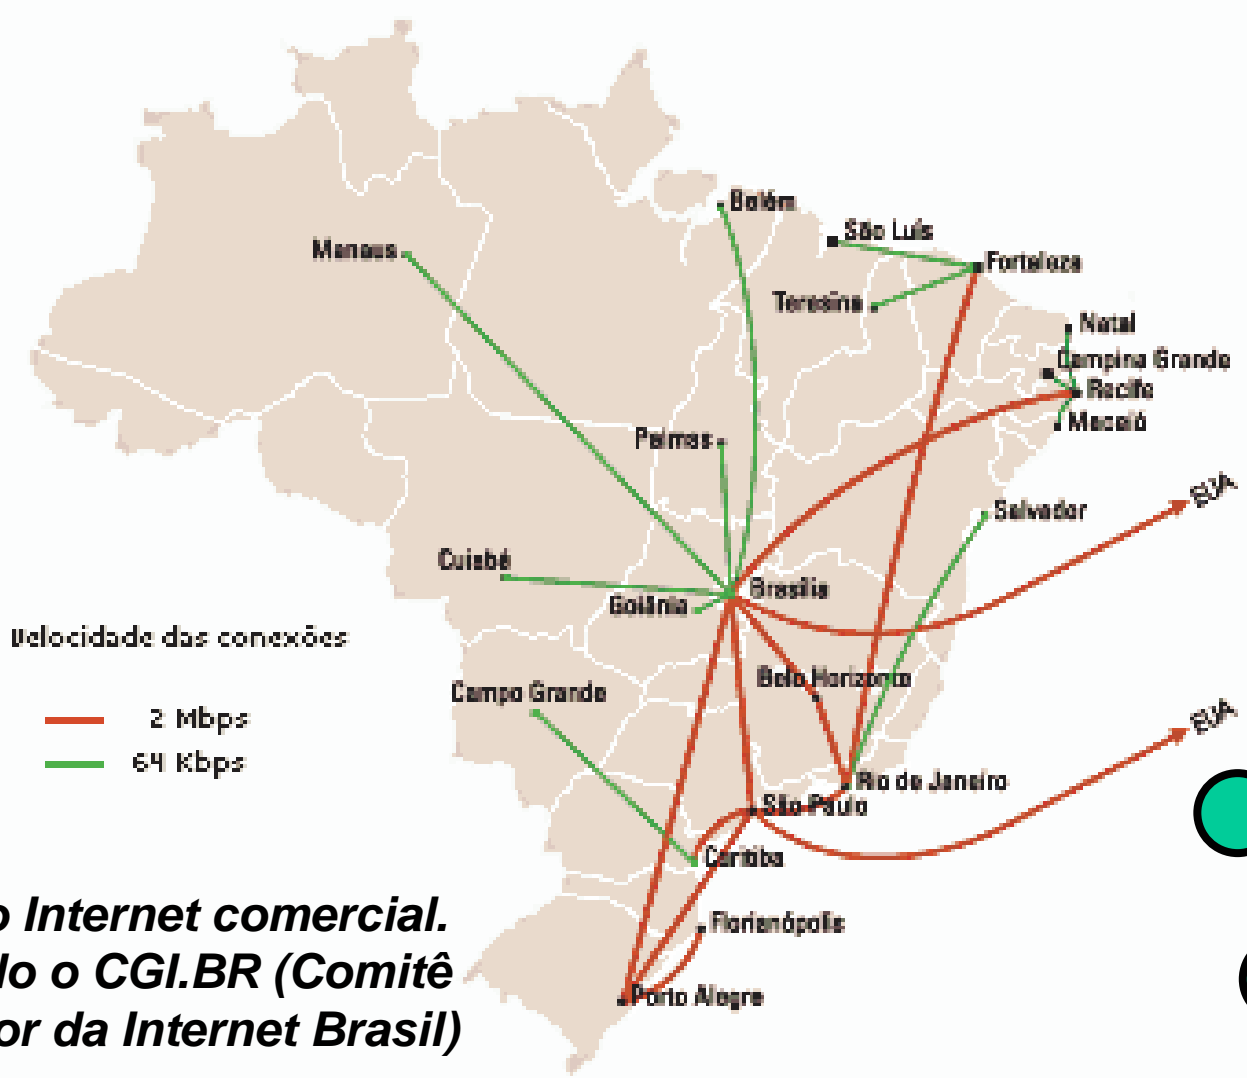 Belém
São Luís
Manaus
Fortaleza
Teresina
Natal
Campina Grande
Recife
Maceió
Palmas
EUA
Salvador
Cuiabá
Brasília
Goiânia
Velocidade das conexões
Belo Horizonte
Campo Grande
2 Mbps
EUA
64 Kbps
Rio de Janeiro
São Paulo
Curitiba
o Internet comercial.
Florianópolis
do o CGI.BR (Comitê
Porto Alegre
or da Internet Brasil)